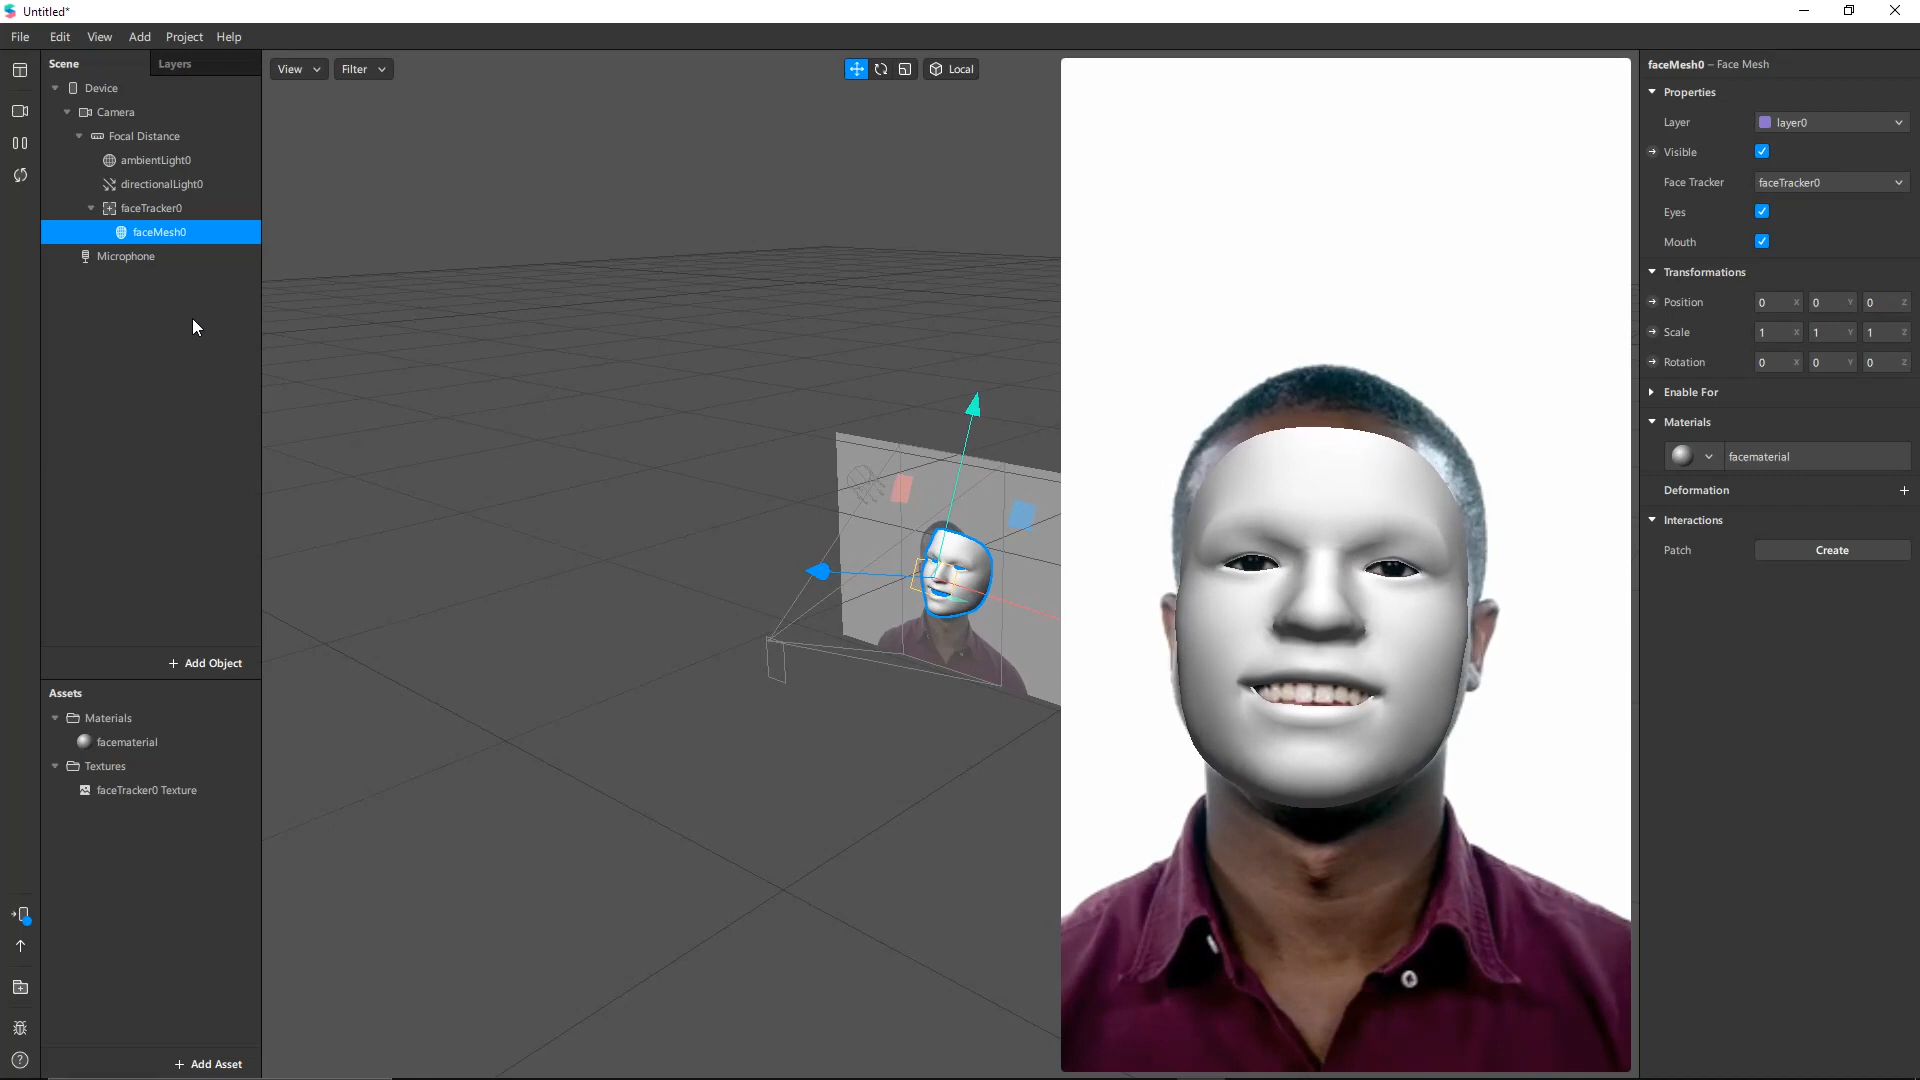 Untitled*
File Edit View Add Project Help
Scene Layers
Device
Camera
Focal Distance
ambientLight0
directionalLight0
faceTracker0
faceMesh0
Microphone
+ Add Object
Assets
Materials
facematerial
Textures
faceTracker0 Texture
+ Add Asset
View Filter Local
faceMesh0 – Face Mesh
Properties
Layer layer0
Visible
Face Tracker faceTracker0
Eyes
Mouth
Transformations
Position 0 X 0 Y 0 Z
Scale 1 X 1 Y 1 Z
Rotation 0 X 0 Y 0 Z
Enable For
Materials
facematerial
Deformation +
Interactions
Patch Create